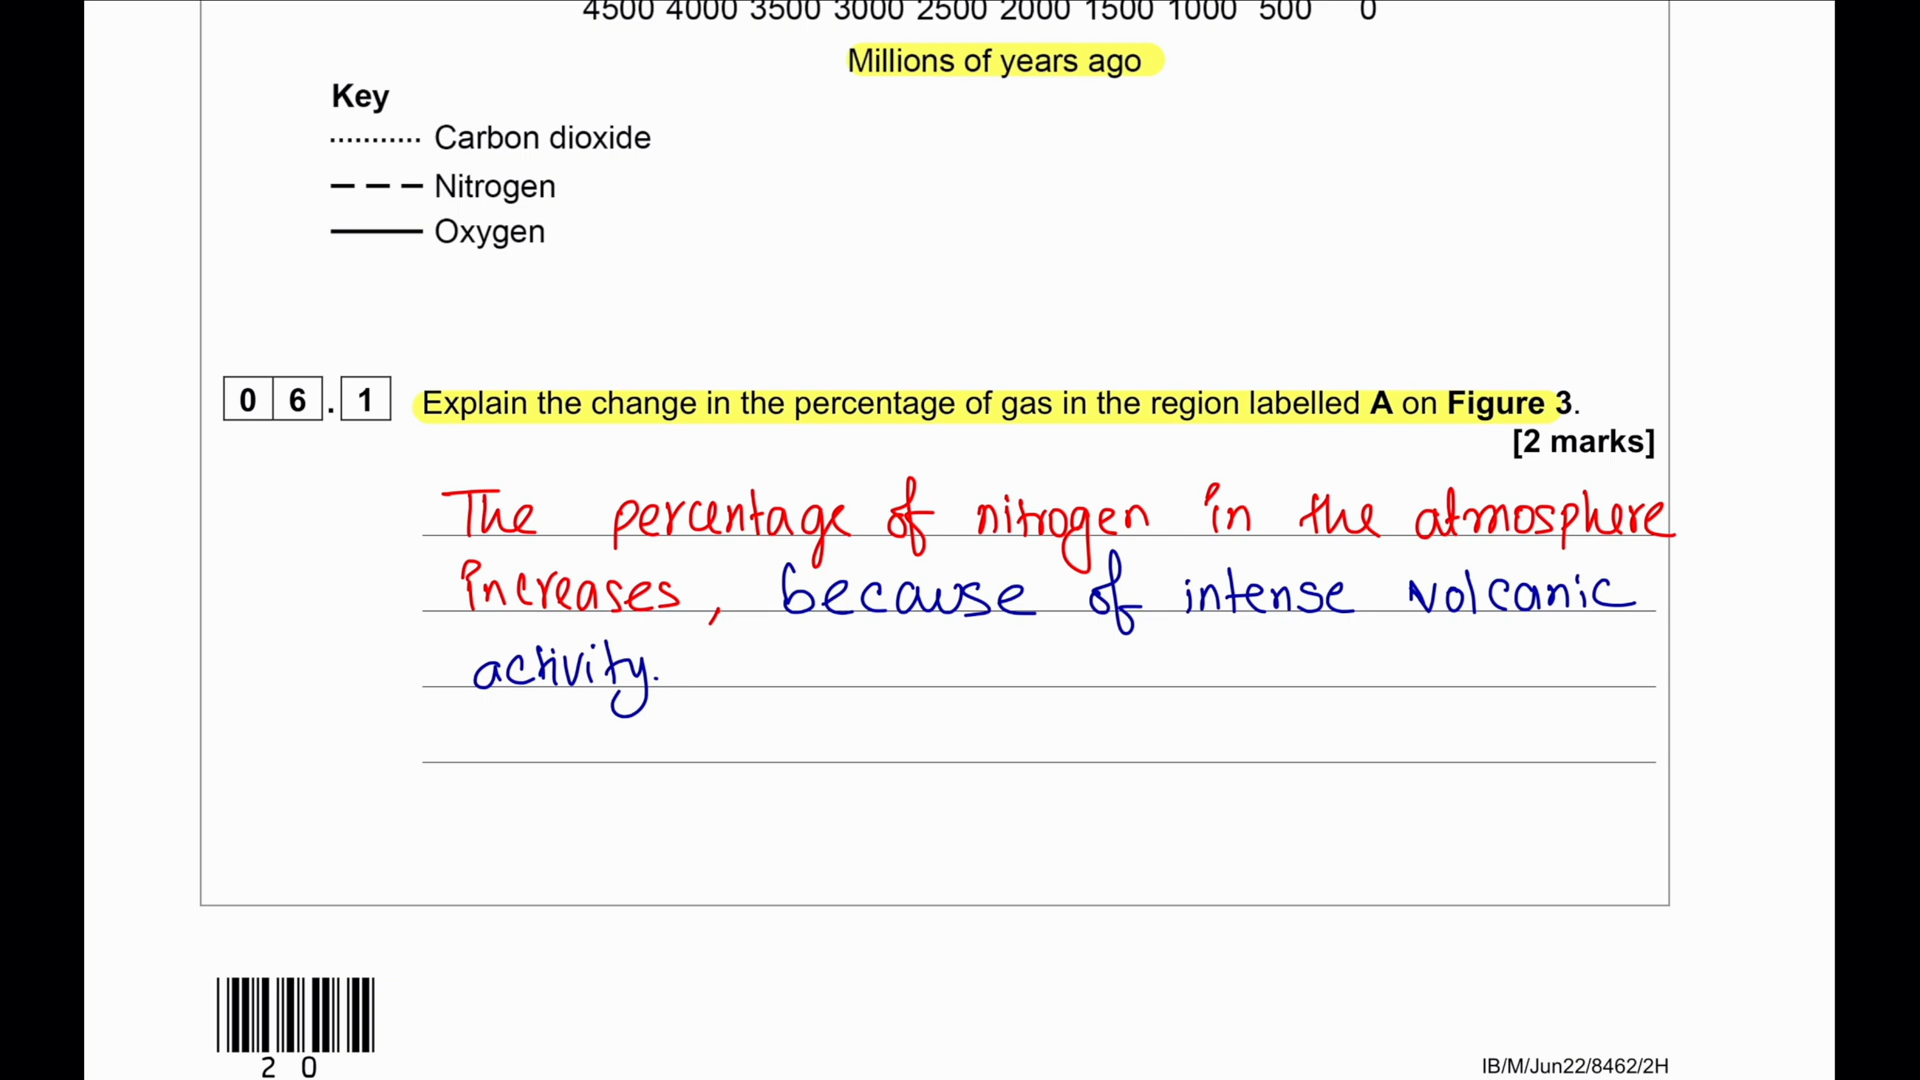 4500 4000 3500 3000 2500 2000 1500 1000 500 0
Millions of years ago
Key
Carbon dioxide
Nitrogen
Oxygen
0 6 . 1 Explain the change in the percentage of gas in the region labelled A on Figure 3.
[2 marks]
The percentage of nitrogen in the atmosphere
increases, because of intense volcanic
activity.
2 0
IB/M/Jun22/8462/2H